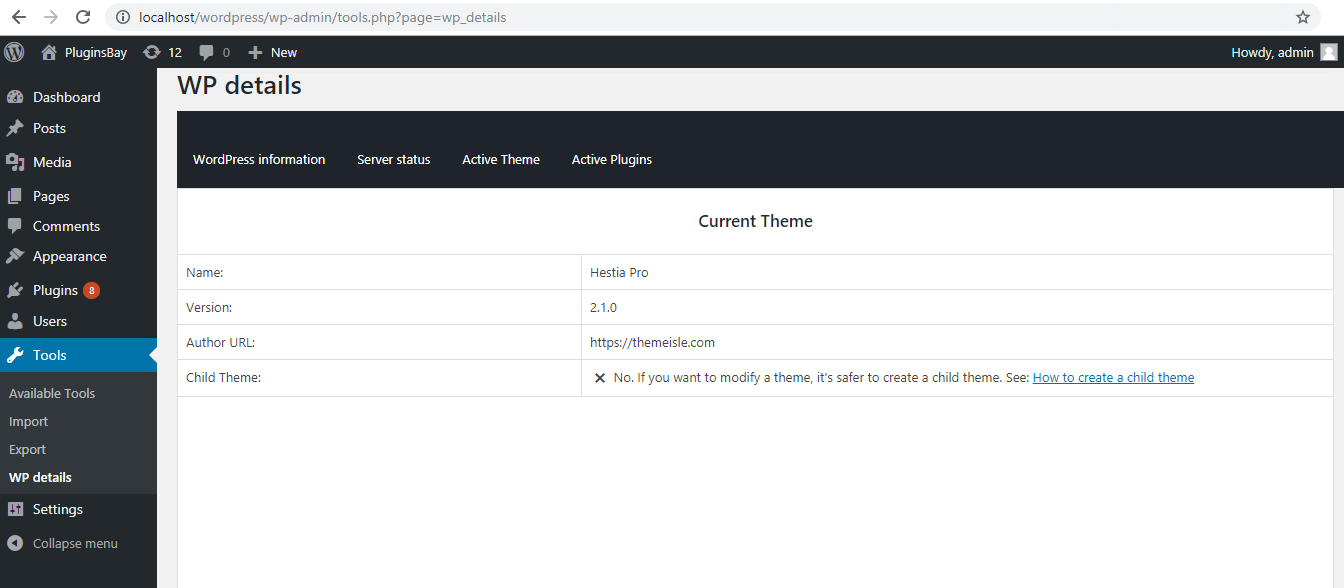 localhost/wordpress/wp-admin/tools.php?page=wp_details
PluginsBay 12 0 New Howdy, admin
WP details
Dashboard
Posts
Media
Pages
Comments
Appearance
Plugins 8
Users
Tools
Available Tools
Import
Export
WP details
Settings
Collapse menu
WordPress information Server status Active Theme Active Plugins
Current Theme
Name: Hestia Pro
Version: 2.1.0
Author URL: https://themeisle.com
Child Theme: No. If you want to modify a theme, it's safer to create a child theme. See: How to create a child theme